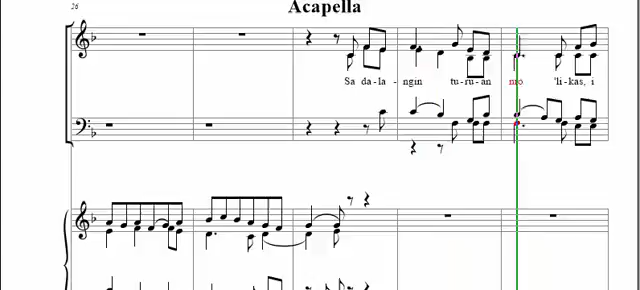 Acapella
26
Sa da - la - ngin tu - ru - an mo 'li - kas, i